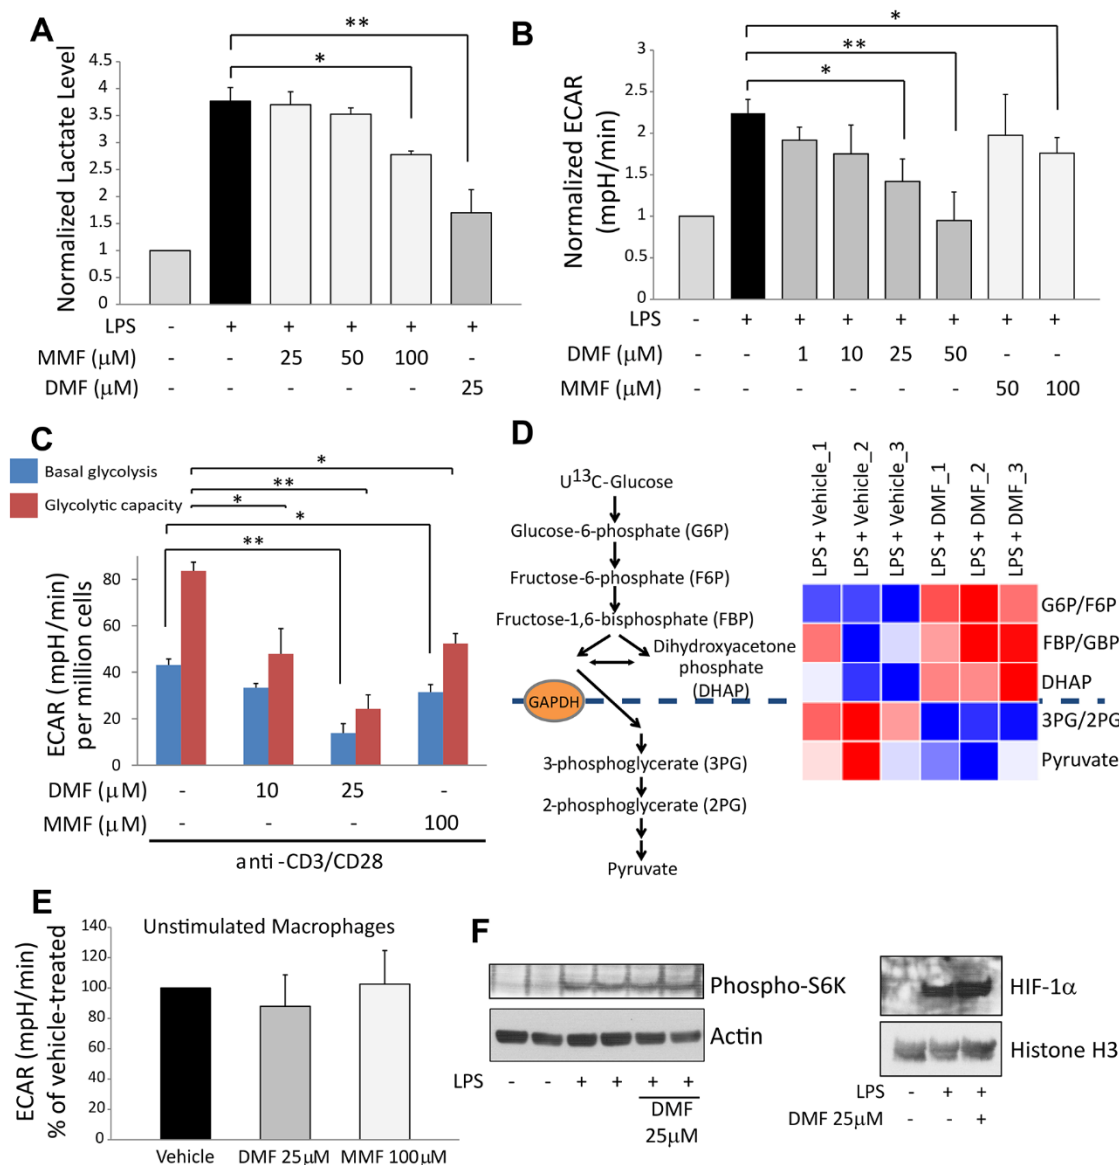 A
**
*
Normalized Lactate Level
4.5
4
3.5
3
2.5
2
1.5
1
0.5
0
LPS - + + + + +
MMF (μM) - - 25 50 100 -
DMF (μM) - - - - - 25
B
*
**
*
Normalized ECAR
(mpH/min)
3
2.5
2
1.5
1
0.5
0
LPS - + + + + + + +
DMF (μM) - - 1 10 25 50 - -
MMF (μM) - - - - - - 50 100
C
Basal glycolysis
Glycolytic capacity
*
**
*
*
**
ECAR (mpH/min)
per million cells
80
60
40
20
0
DMF (μM) - 10 25 -
MMF (μM) - - - 100
anti -CD3/CD28
D
U13C-Glucose
Glucose-6-phosphate (G6P)
Fructose-6-phosphate (F6P)
Fructose-1,6-bisphosphate (FBP)
Dihydroxyacetone
phosphate
(DHAP)
GAPDH
3-phosphoglycerate (3PG)
2-phosphoglycerate (2PG)
Pyruvate
LPS + Vehicle_1
LPS + Vehicle_2
LPS + Vehicle_3
LPS + DMF_1
LPS + DMF_2
LPS + DMF_3
G6P/F6P
FBP/GBP
DHAP
3PG/2PG
Pyruvate
E
Unstimulated Macrophages
ECAR (mpH/min)
% of vehicle-treated
140
120
100
80
60
40
20
0
Vehicle DMF 25μM MMF 100μM
F
Phospho-S6K
Actin
LPS - - + + + +
DMF
25μM
HIF-1α
Histone H3
LPS - + +
DMF 25μM - - +